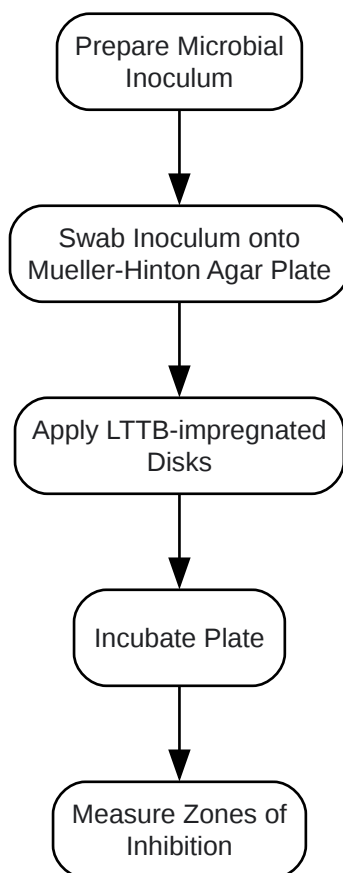 Prepare Microbial
Inoculum
Swab Inoculum onto
Mueller-Hinton Agar Plate
Apply LTTB-impregnated
Disks
Incubate Plate
Measure Zones of
Inhibition